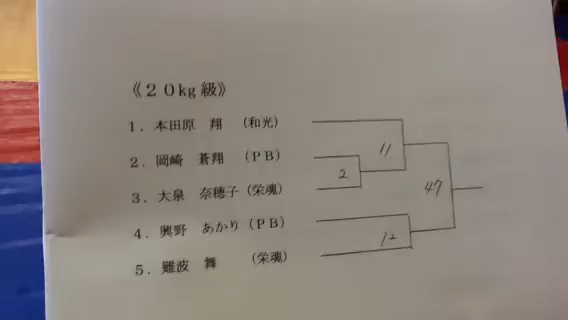 《20kg級》
1. 本田原 翔 (和光)
2. 岡崎 蒼翔 (PB)
3. 大泉 奈穂子 (栄魂)
4. 興野 あかり (PB)
5. 難波 舞 (栄魂)
11
2
47
12